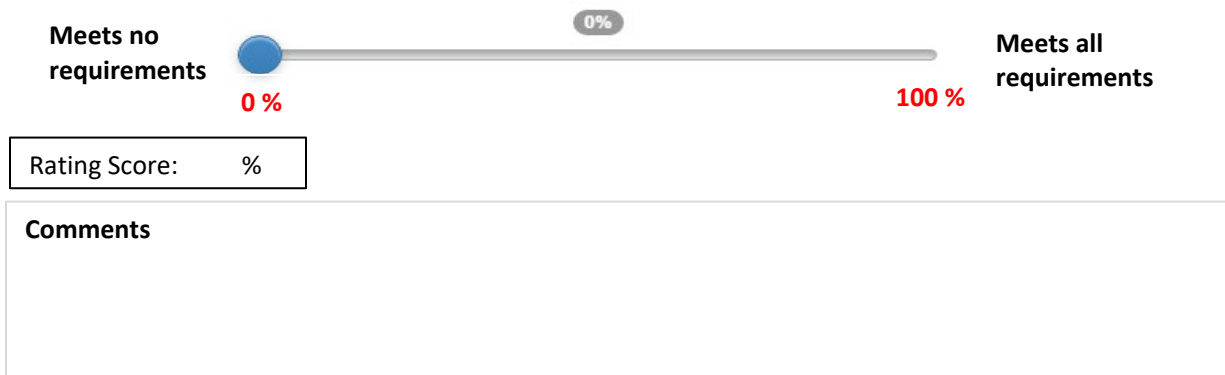 0%
Meets no
requirements
Meets all
requirements
0 %
100 %
Rating Score: %
Comments